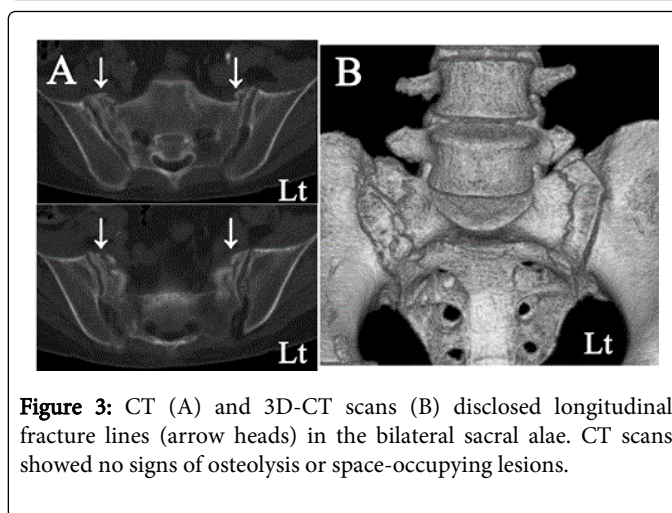 A
B
Lt
Lt
Lt
Figure 3: CT (A) and 3D-CT scans (B) disclosed longitudinal
fracture lines (arrow heads) in the bilateral sacral alae. CT scans
showed no signs of osteolysis or space-occupying lesions.